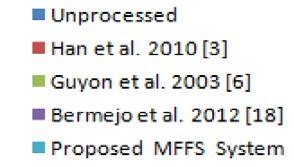 Unprocessed
Han et al. 2010 [3]
Guyon et al. 2003 [6]
Bermejo et al. 2012 [18]
Proposed MFFS System